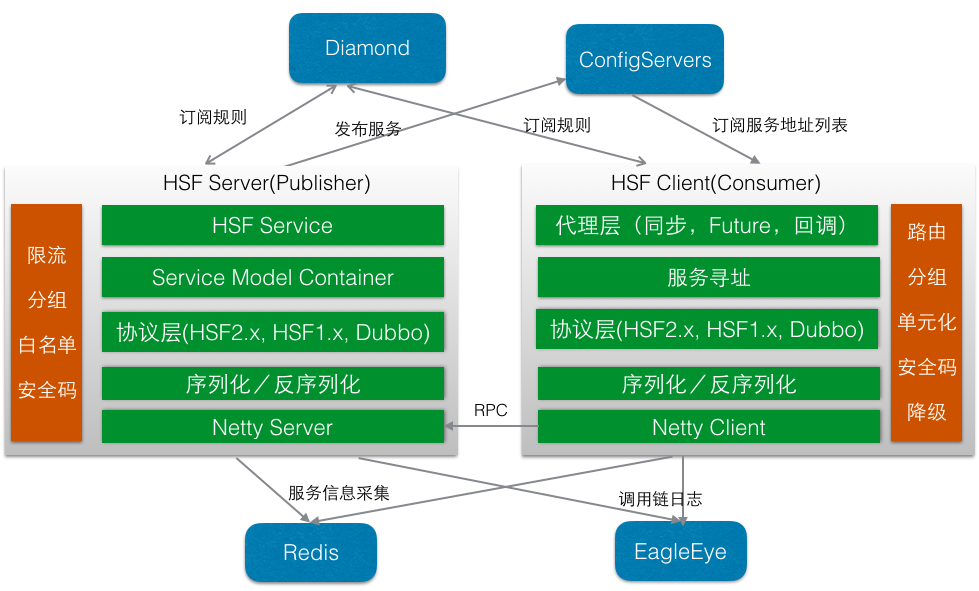 Diamond
ConfigServers
订阅规则
发布服务
订阅规则
订阅服务地址列表
HSF Server(Publisher)
限流
分组
白名单
安全码
HSF Service
Service Model Container
协议层(HSF2.x, HSF1.x, Dubbo)
序列化／反序列化
Netty Server
RPC
HSF Client(Consumer)
代理层（同步，Future，回调）
服务寻址
协议层(HSF2.x, HSF1.x, Dubbo)
序列化／反序列化
Netty Client
路由
分组
单元化
安全码
降级
服务信息采集
调用链日志
Redis
EagleEye